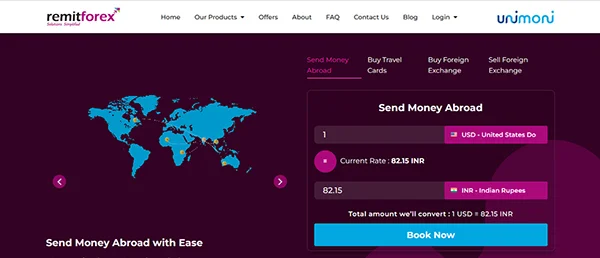 remitforex
Solutions Simplified
Home Our Products Offers About FAQ Contact Us Blog Login
unimoni
Send Money Abroad
Buy Travel Cards
Buy Foreign Exchange
Sell Foreign Exchange
Send Money Abroad
1 USD - United States Do
= Current Rate : 82.15 INR
82.15 INR - Indian Rupees
Total amount we'll convert : 1 USD = 82.15 INR
Book Now
Send Money Abroad with Ease